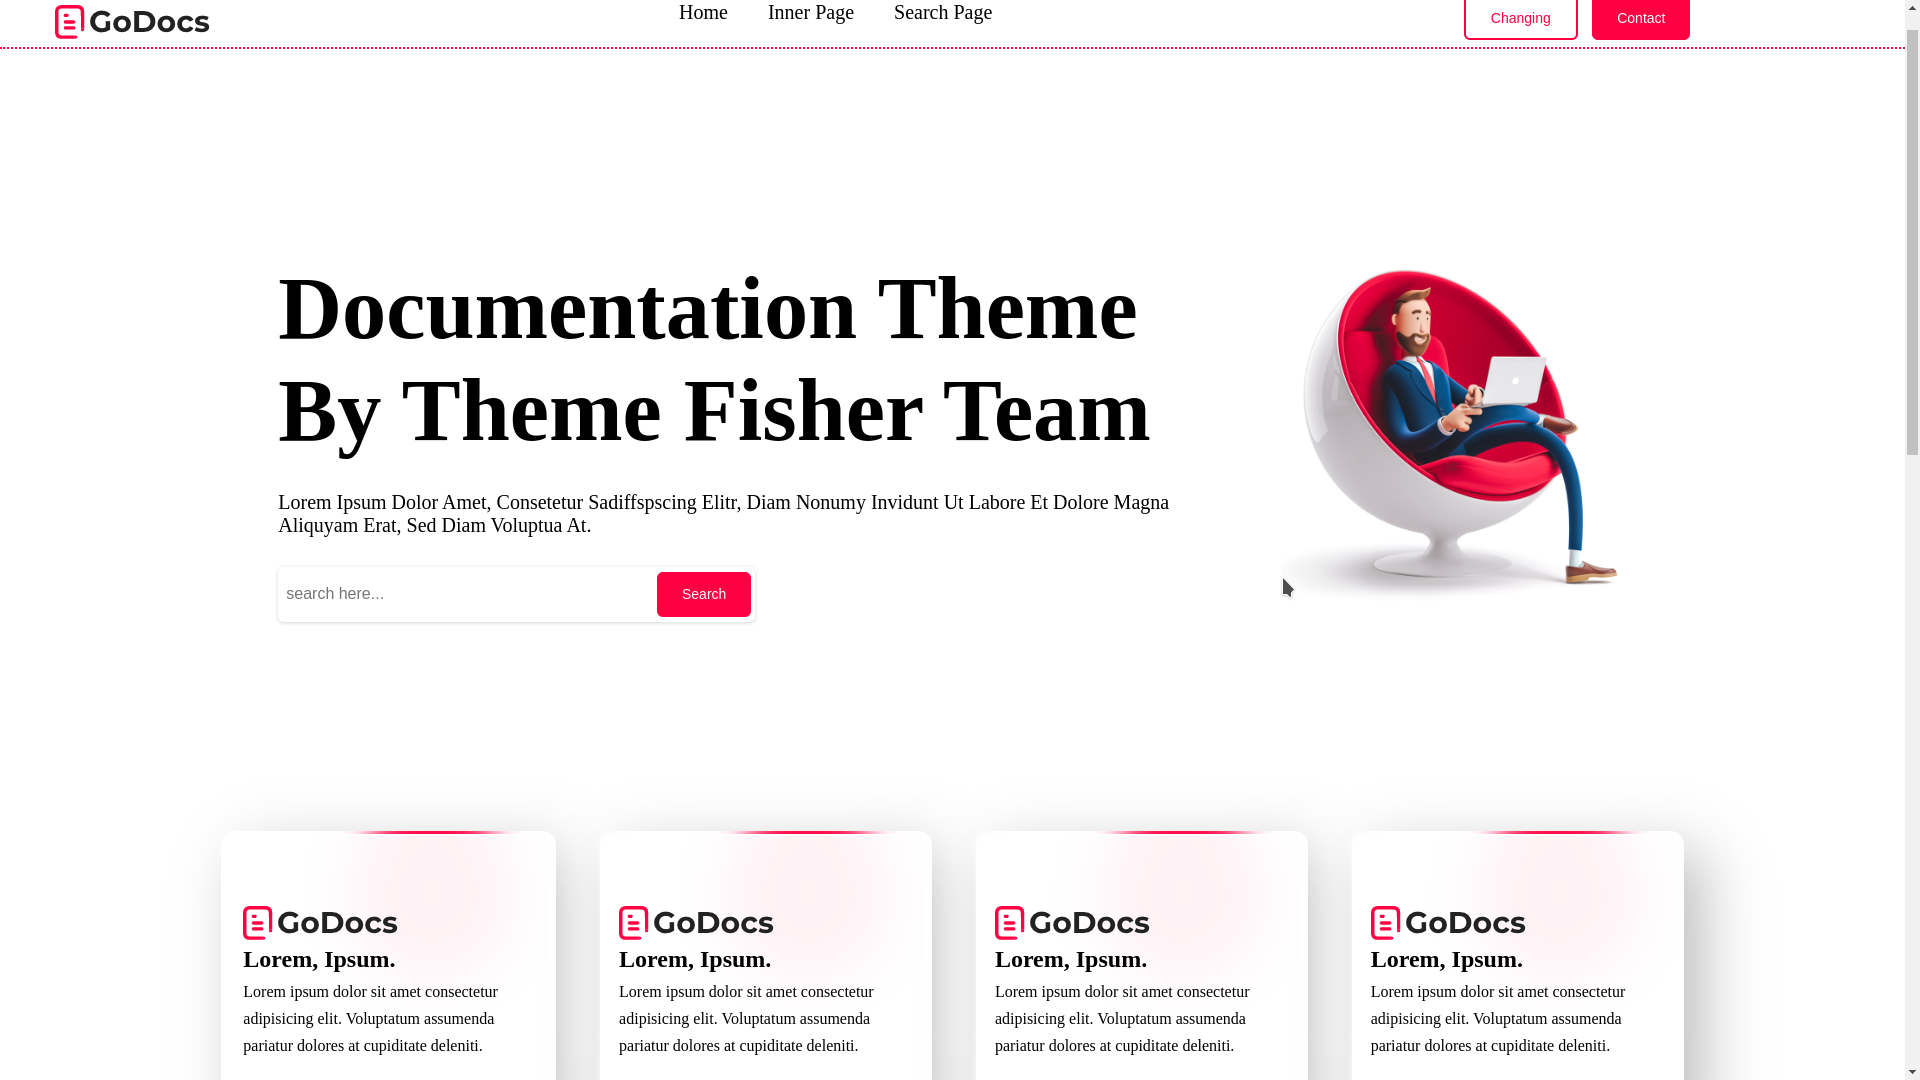 GoDocs
Home Inner Page Search Page
Changing Contact
Documentation Theme
By Theme Fisher Team
Lorem Ipsum Dolor Amet, Consetetur Sadiffspscing Elitr, Diam Nonumy Invidunt Ut Labore Et Dolore Magna
Aliquyam Erat, Sed Diam Voluptua At.
search here... Search
GoDocs
Lorem, Ipsum.
Lorem ipsum dolor sit amet consectetur
adipisicing elit. Voluptatum assumenda
pariatur dolores at cupiditate deleniti.
GoDocs
Lorem, Ipsum.
Lorem ipsum dolor sit amet consectetur
adipisicing elit. Voluptatum assumenda
pariatur dolores at cupiditate deleniti.
GoDocs
Lorem, Ipsum.
Lorem ipsum dolor sit amet consectetur
adipisicing elit. Voluptatum assumenda
pariatur dolores at cupiditate deleniti.
GoDocs
Lorem, Ipsum.
Lorem ipsum dolor sit amet consectetur
adipisicing elit. Voluptatum assumenda
pariatur dolores at cupiditate deleniti.